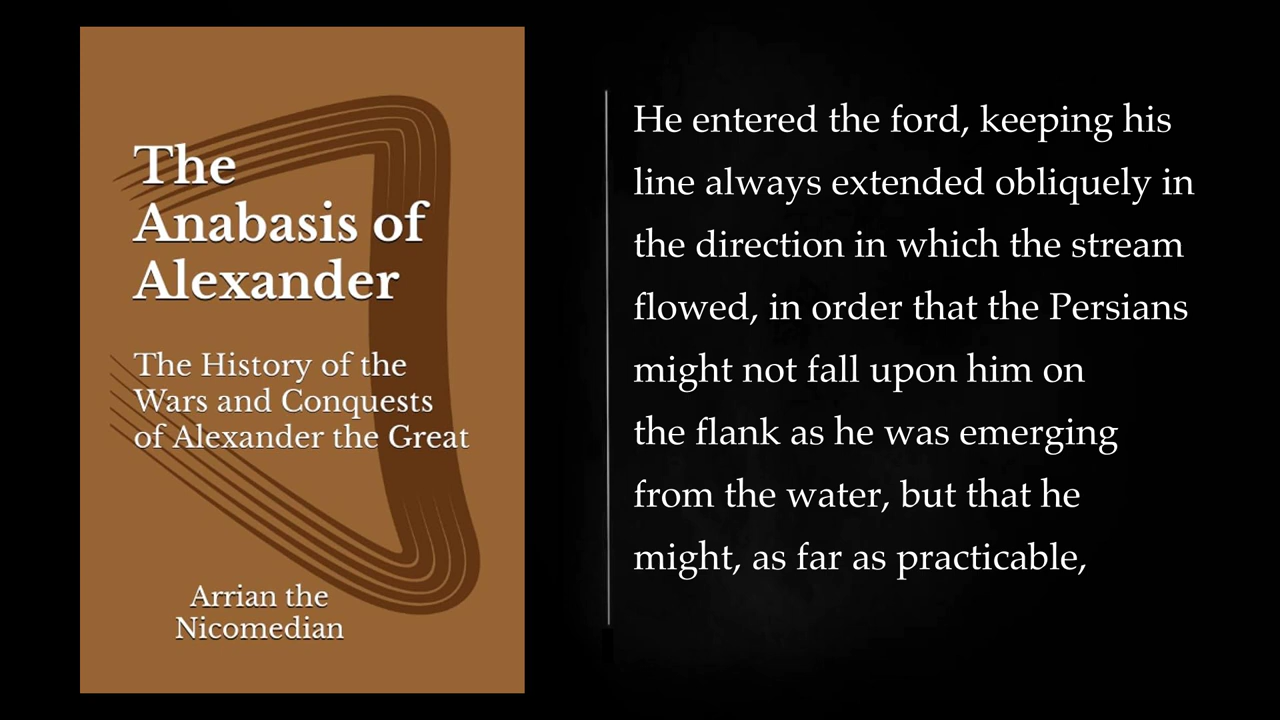 The
Anabasis of
Alexander
The History of the
Wars and Conquests
of Alexander the Great
Arrian the
Nicomedian
He entered the ford, keeping his
line always extended obliquely in
the direction in which the stream
flowed, in order that the Persians
might not fall upon him on
the flank as he was emerging
from the water, but that he
might, as far as practicable,